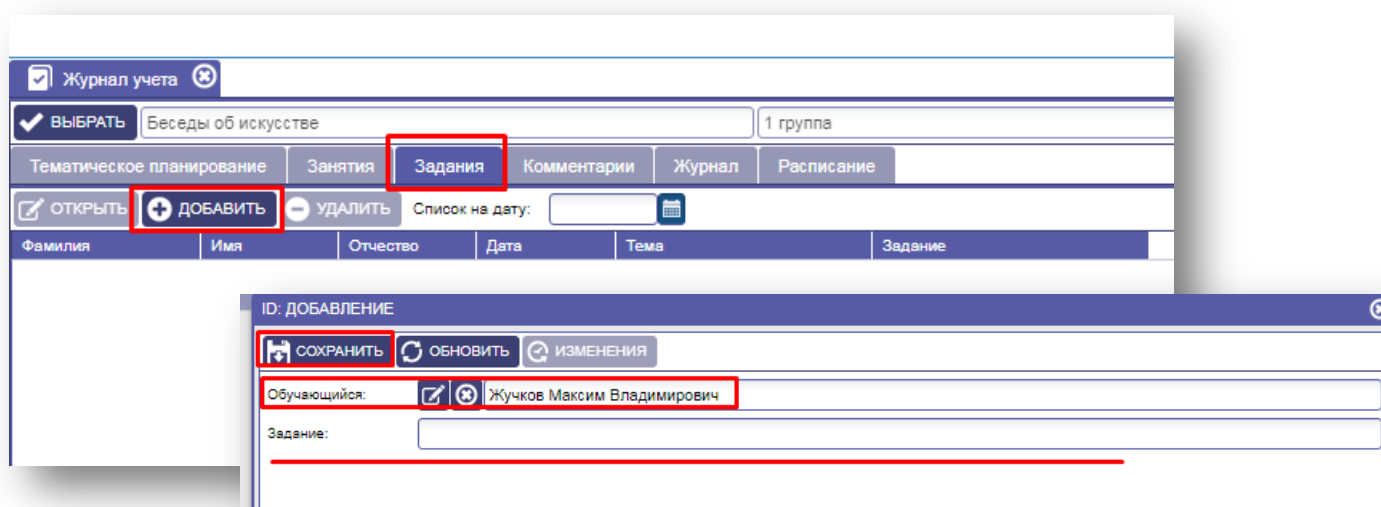 Журнал учета
ВЫБРАТЬ Беседы об искусстве 1 группа
Тематическое планирование Занятия Задания Комментарии Журнал Расписание
ОТКРЫТЬ ДОБАВИТЬ УДАЛИТЬ Список на дату:
Фамилия Имя Отчество Дата Тема Задание
ID: ДОБАВЛЕНИЕ
СОХРАНИТЬ ОБНОВИТЬ ИЗМЕНЕНИЯ
Обучающийся: Жучков Максим Владимирович
Задание: